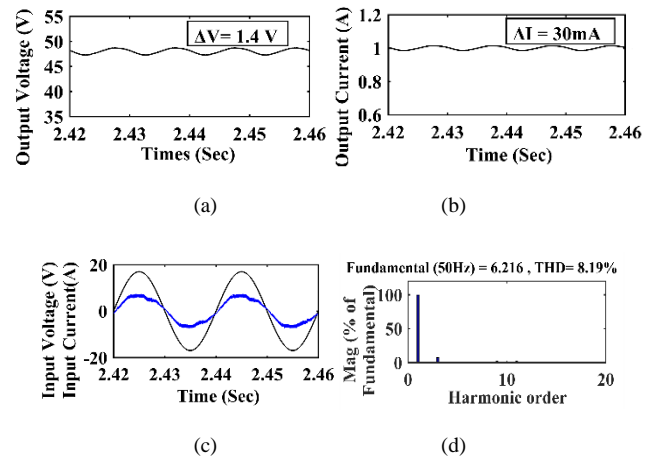 Output Voltage (V)
55
50
45
40
35
ΔV= 1.4 V
2.42 2.43 2.44 2.45 2.46
Times (Sec)
(a)
Output Current (A)
1.4
1.2
1
0.8
0.6
ΔI = 30mA
2.42 2.43 2.44 2.45 2.46
Time (Sec)
(b)
Input Voltage (V)
Input Current(A)
20
0
-20
2.42 2.43 2.44 2.45 2.46
Time (Sec)
(c)
Fundamental (50Hz) = 6.216 , THD= 8.19%
Mag (% of
Fundamental)
100
50
0
0 10 20
Harmonic order
(d)